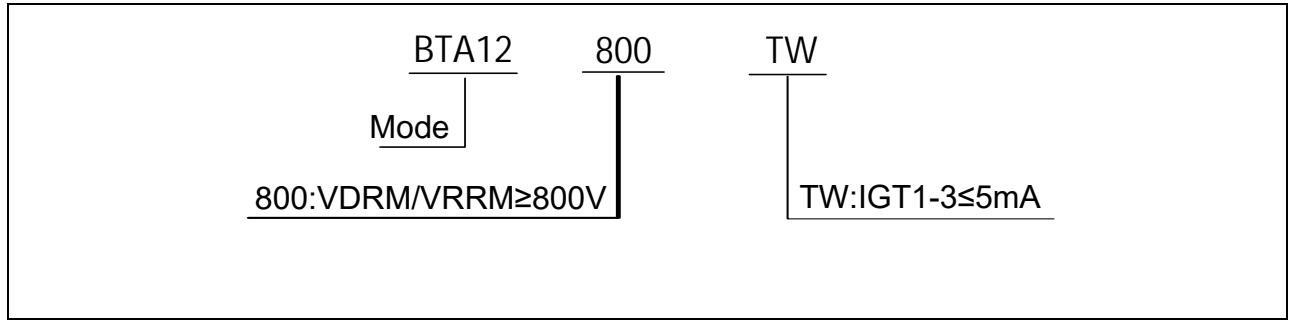 BTA12 800 TW
Mode
800:VDRM/VRRM≥800V TW:IGT1-3≤5mA